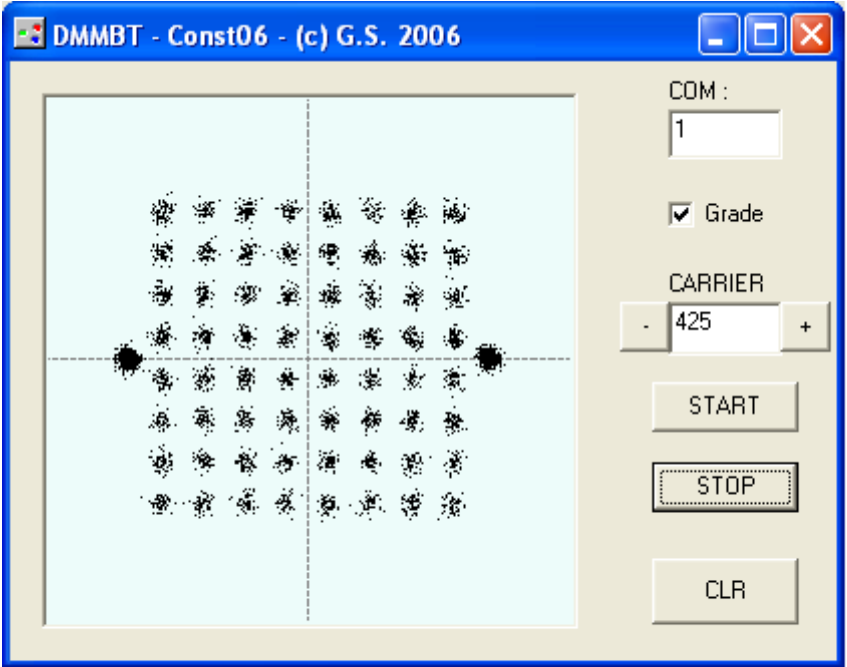 DMMBT - Const06 - (c) G.S. 2006
COM :
1
Grade
CARRIER
- 425 +
START
STOP
CLR